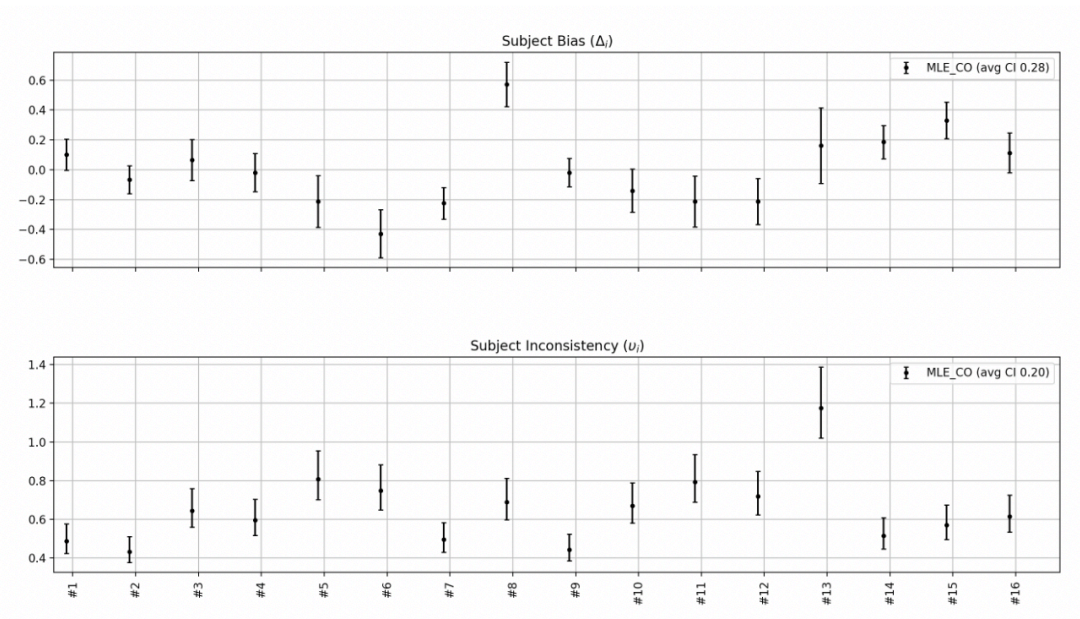 Subject Bias (Δᵢ)
MLE_CO (avg CI 0.28)
0.6
0.4
0.2
0.0
−0.2
−0.4
−0.6
Subject Inconsistency (υᵢ)
MLE_CO (avg CI 0.20)
1.4
1.2
1.0
0.8
0.6
0.4
#1 #2 #3 #4 #5 #6 #7 #8 #9 #10 #11 #12 #13 #14 #15 #16